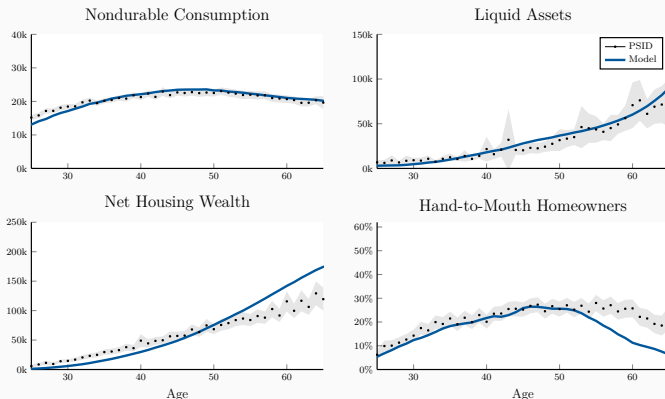 Nondurable Consumption
40k
30k
20k
10k
0k
30 40 50 60
Liquid Assets
150k
100k
50k
0k
30 40 50 60
PSID
Model
Net Housing Wealth
250k
200k
150k
100k
50k
0k
30 40 50 60
Age
Hand-to-Mouth Homeowners
60%
50%
40%
30%
20%
10%
0%
30 40 50 60
Age